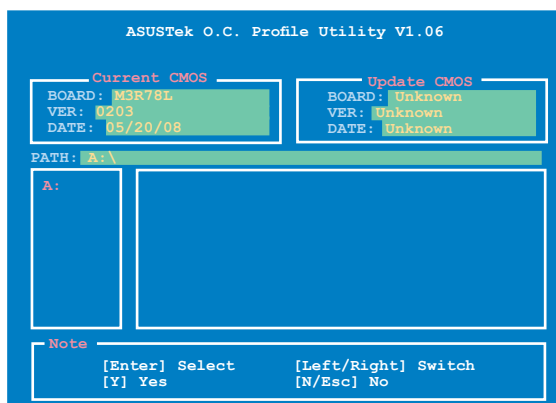 ASUSTek O.C. Profile Utility V1.06
Current CMOS
BOARD: M3R78L
VER: 0203
DATE: 05/20/08
Update CMOS
BOARD: Unknown
VER: Unknown
DATE: Unknown
PATH: A:\
A:
Note
[Enter] Select [Left/Right] Switch
[Y] Yes [N/Esc] No